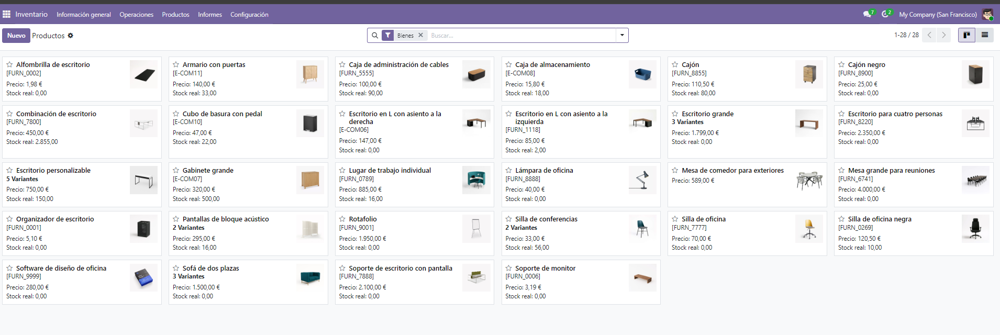 Inventario Información general Operaciones Productos Informes Configuración 7 2 My Company (San Francisco)
Nuevo Productos Bienes Buscar... 1-28 / 28
Alfombrilla de escritorio
[FURN_0002]
Precio: 1,98 €
Stock real: 0,00
Armario con puertas
[E-COM11]
Precio: 140,00 €
Stock real: 33,00
Caja de administración de cables
[FURN_5555]
Precio: 100,00 €
Stock real: 90,00
Caja de almacenamiento
[E-COM08]
Precio: 15,80 €
Stock real: 18,00
Cajón
[FURN_8855]
Precio: 110,50 €
Stock real: 80,00
Cajón negro
[FURN_8900]
Precio: 25,00 €
Stock real: 0,00
Combinación de escritorio
[FURN_7800]
Precio: 450,00 €
Stock real: 2.855,00
Cubo de basura con pedal
[E-COM10]
Precio: 47,00 €
Stock real: 22,00
Escritorio en L con asiento a la
derecha
[E-COM06]
Precio: 147,00 €
Stock real: 0,00
Escritorio en L con asiento a la
izquierda
[FURN_1118]
Precio: 85,00 €
Stock real: 2,00
Escritorio grande
3 Variantes
Precio: 1.799,00 €
Stock real: 0,00
Escritorio para cuatro personas
[FURN_8220]
Precio: 2.350,00 €
Stock real: 0,00
Escritorio personalizable
5 Variantes
Precio: 750,00 €
Stock real: 150,00
Gabinete grande
[E-COM07]
Precio: 320,00 €
Stock real: 500,00
Lugar de trabajo individual
[FURN_0789]
Precio: 885,00 €
Stock real: 16,00
Lámpara de oficina
[FURN_8888]
Precio: 40,00 €
Stock real: 0,00
Mesa de comedor para exteriores
Precio: 589,00 €
Mesa grande para reuniones
[FURN_6741]
Precio: 4.000,00 €
Stock real: 0,00
Organizador de escritorio
[FURN_0001]
Precio: 5,10 €
Stock real: 0,00
Pantallas de bloque acústico
2 Variantes
Precio: 295,00 €
Stock real: 16,00
Rotafolio
[FURN_9001]
Precio: 1.950,00 €
Stock real: 0,00
Silla de conferencias
2 Variantes
Precio: 33,00 €
Stock real: 56,00
Silla de oficina
[FURN_7777]
Precio: 70,00 €
Stock real: 0,00
Silla de oficina negra
[FURN_0269]
Precio: 120,50 €
Stock real: 10,00
Software de diseño de oficina
[FURN_9999]
Precio: 280,00 €
Stock real: 0,00
Sofá de dos plazas
3 Variantes
Precio: 1.500,00 €
Stock real: 0,00
Soporte de escritorio con pantalla
[FURN_7888]
Precio: 2.100,00 €
Stock real: 0,00
Soporte de monitor
[FURN_0006]
Precio: 3,19 €
Stock real: 0,00